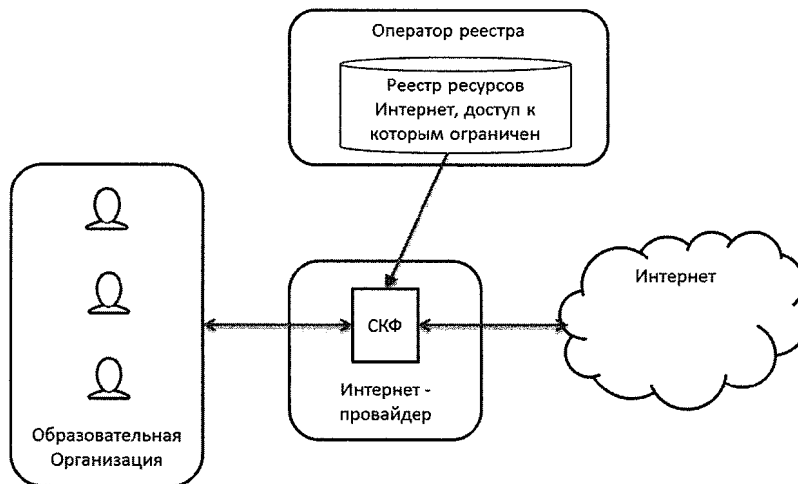 Оператор реестра
Реестр ресурсов
Интернет, доступ к
которым ограничен
Интернет
СКФ
Интернет -
провайдер
Образовательная
Организация